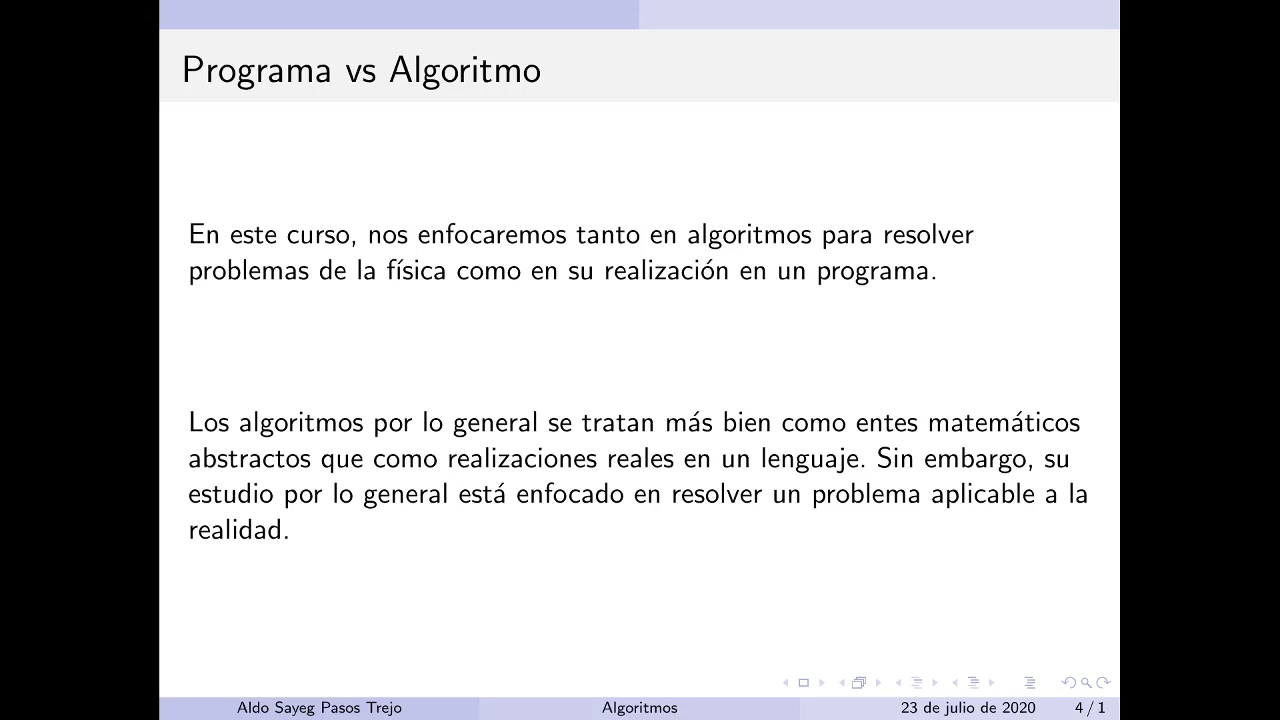 Programa vs Algoritmo
En este curso, nos enfocaremos tanto en algoritmos para resolver
problemas de la física como en su realización en un programa.
Los algoritmos por lo general se tratan más bien como entes matemáticos
abstractos que como realizaciones reales en un lenguaje. Sin embargo, su
estudio por lo general está enfocado en resolver un problema aplicable a la
realidad.
Aldo Sayeg Pasos Trejo Algoritmos 23 de julio de 2020 4 / 1